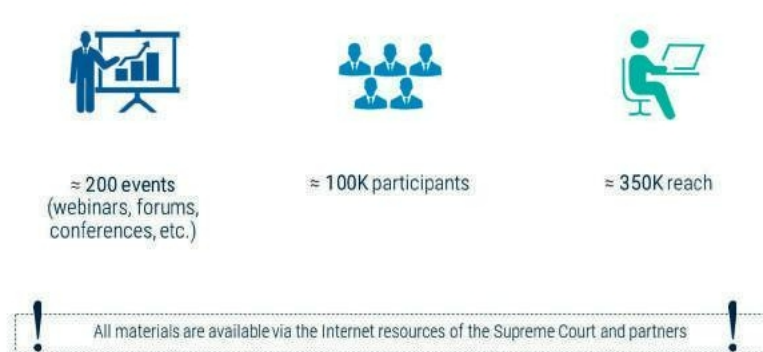 ≈ 200 events
(webinars, forums,
conferences, etc.)
≈ 100K participants
≈ 350K reach
! All materials are available via the Internet resources of the Supreme Court and partners !